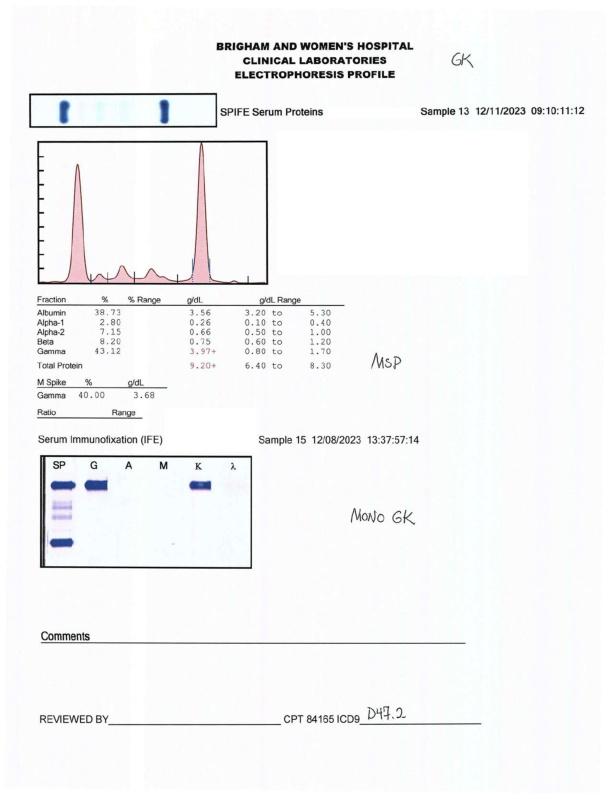 BRIGHAM AND WOMEN'S HOSPITAL
CLINICAL LABORATORIES
ELECTROPHORESIS PROFILE
GK
SPIFE Serum Proteins Sample 13 12/11/2023 09:10:11:12
Fraction % % Range g/dL g/dL Range
Albumin 38.73 3.56 3.20 to 5.30
Alpha-1 2.80 0.26 0.10 to 0.40
Alpha-2 7.15 0.66 0.50 to 1.00
Beta 8.20 0.75 0.60 to 1.20
Gamma 43.12 3.97+ 0.80 to 1.70
Total Protein 9.20+ 6.40 to 8.30
MSP
M Spike % g/dL
Gamma 40.00 3.68
Ratio Range
Serum Immunofixation (IFE) Sample 15 12/08/2023 13:37:57:14
SP G A M K λ
MONO GK
Comments
REVIEWED BY CPT 84165 ICD9 D47.2